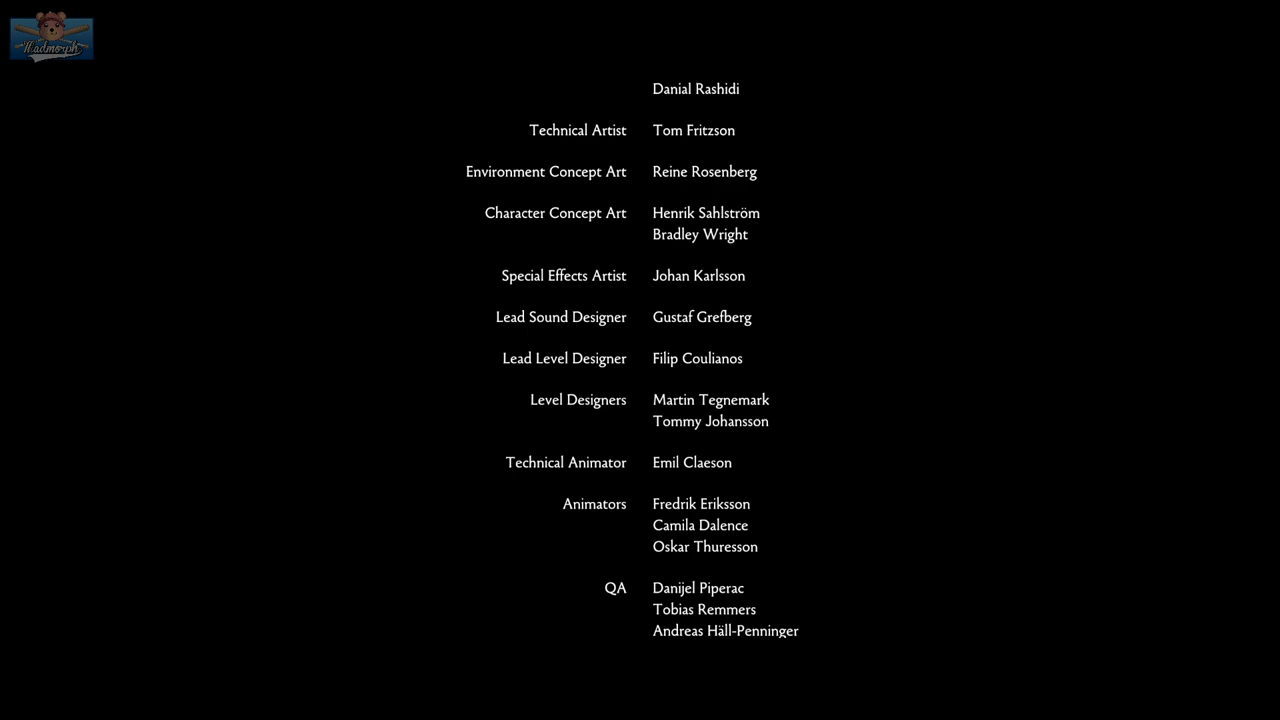 Madmorph
Danial Rashidi
Technical Artist Tom Fritzson
Environment Concept Art Reine Rosenberg
Character Concept Art Henrik Sahlström
Bradley Wright
Special Effects Artist Johan Karlsson
Lead Sound Designer Gustaf Grefberg
Lead Level Designer Filip Coulianos
Level Designers Martin Tegnemark
Tommy Johansson
Technical Animator Emil Claeson
Animators Fredrik Eriksson
Camila Dalence
Oskar Thuresson
QA Danijel Piperac
Tobias Remmers
Andreas Häll-Penninger